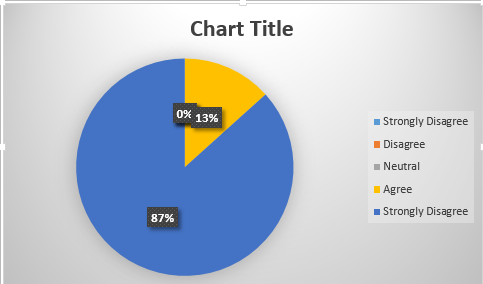 Chart Title
0%
13%
87%
Strongly Disagree
Disagree
Neutral
Agree
Strongly Disagree